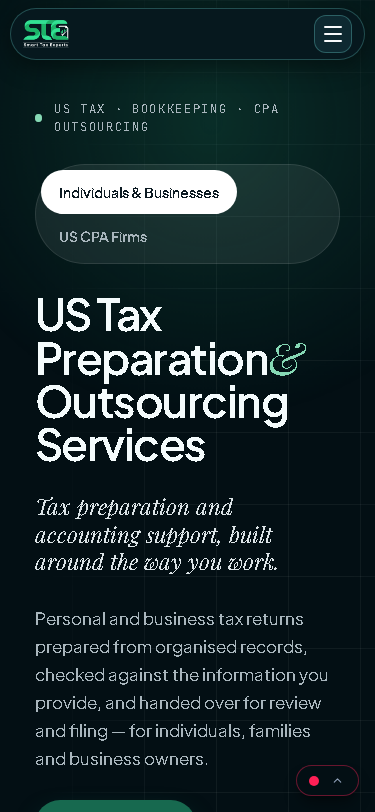 STE
Smart Tax Experts
US TAX · BOOKKEEPING · CPA
OUTSOURCING
Individuals & Businesses
US CPA Firms
US Tax
Preparation&
Outsourcing
Services
Tax preparation and
accounting support, built
around the way you work.
Personal and business tax returns
prepared from organised records,
checked against the information you
provide, and handed over for review
and filing — for individuals, families
and business owners.